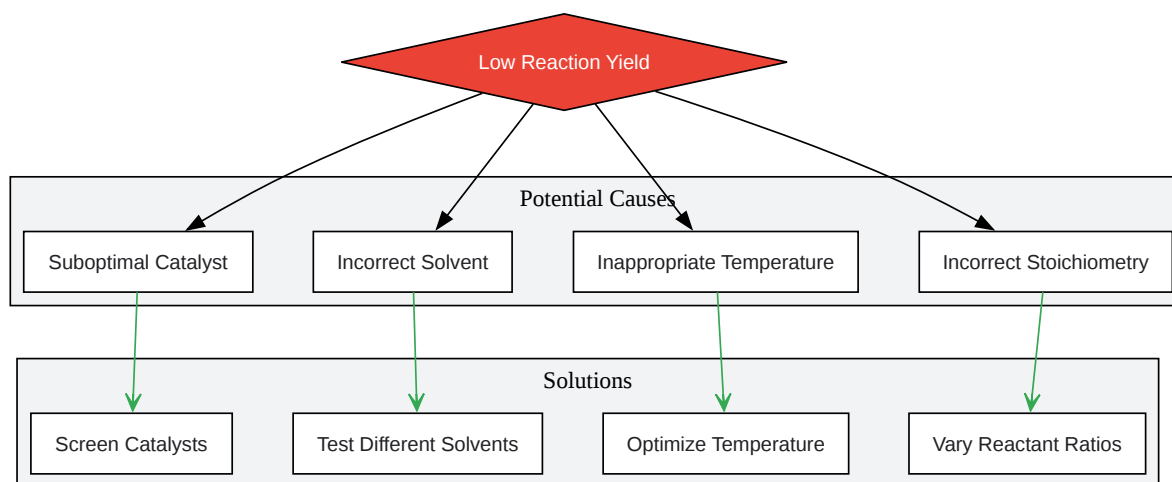 Low Reaction Yield
Potential Causes
Suboptimal Catalyst
Incorrect Solvent
Inappropriate Temperature
Incorrect Stoichiometry
Solutions
Screen Catalysts
Test Different Solvents
Optimize Temperature
Vary Reactant Ratios